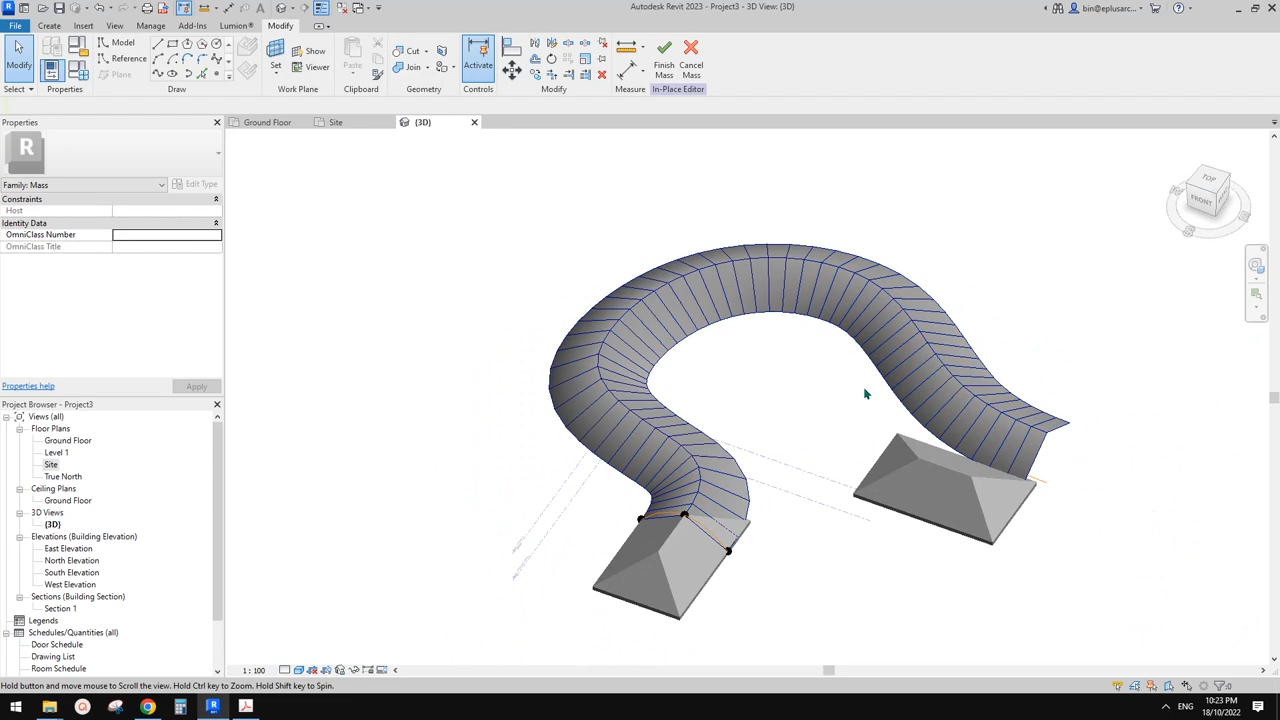 Autodesk Revit 2023 - Project3 - 3D View: {3D}
bin@eplusarc...
File Create Insert View Manage Add-Ins Lumion® Modify
Modify
Model
Reference
Plane
Set
Show
Viewer
Paste
Cut
Join
Activate
Finish Mass
Cancel Mass
Select Properties Draw Work Plane Clipboard Geometry Controls Modify Measure In-Place Editor
Properties
Ground Floor Site {3D}
R
Family: Mass Edit Type
Constraints
Host
Identity Data
OmniClass Number
OmniClass Title
TOP
FRONT
Properties help Apply
Project Browser - Project3
Views (all)
Floor Plans
Ground Floor
Level 1
Site
True North
Ceiling Plans
Ground Floor
3D Views
{3D}
Elevations (Building Elevation)
East Elevation
North Elevation
South Elevation
West Elevation
Sections (Building Section)
Section 1
Legends
Schedules/Quantities (all)
Door Schedule
Drawing List
Room Schedule
1 : 100
Hold button and move mouse to Scroll the view. Hold Ctrl key to Zoom. Hold Shift key to Spin.
:0
ENG
10:23 PM
18/10/2022